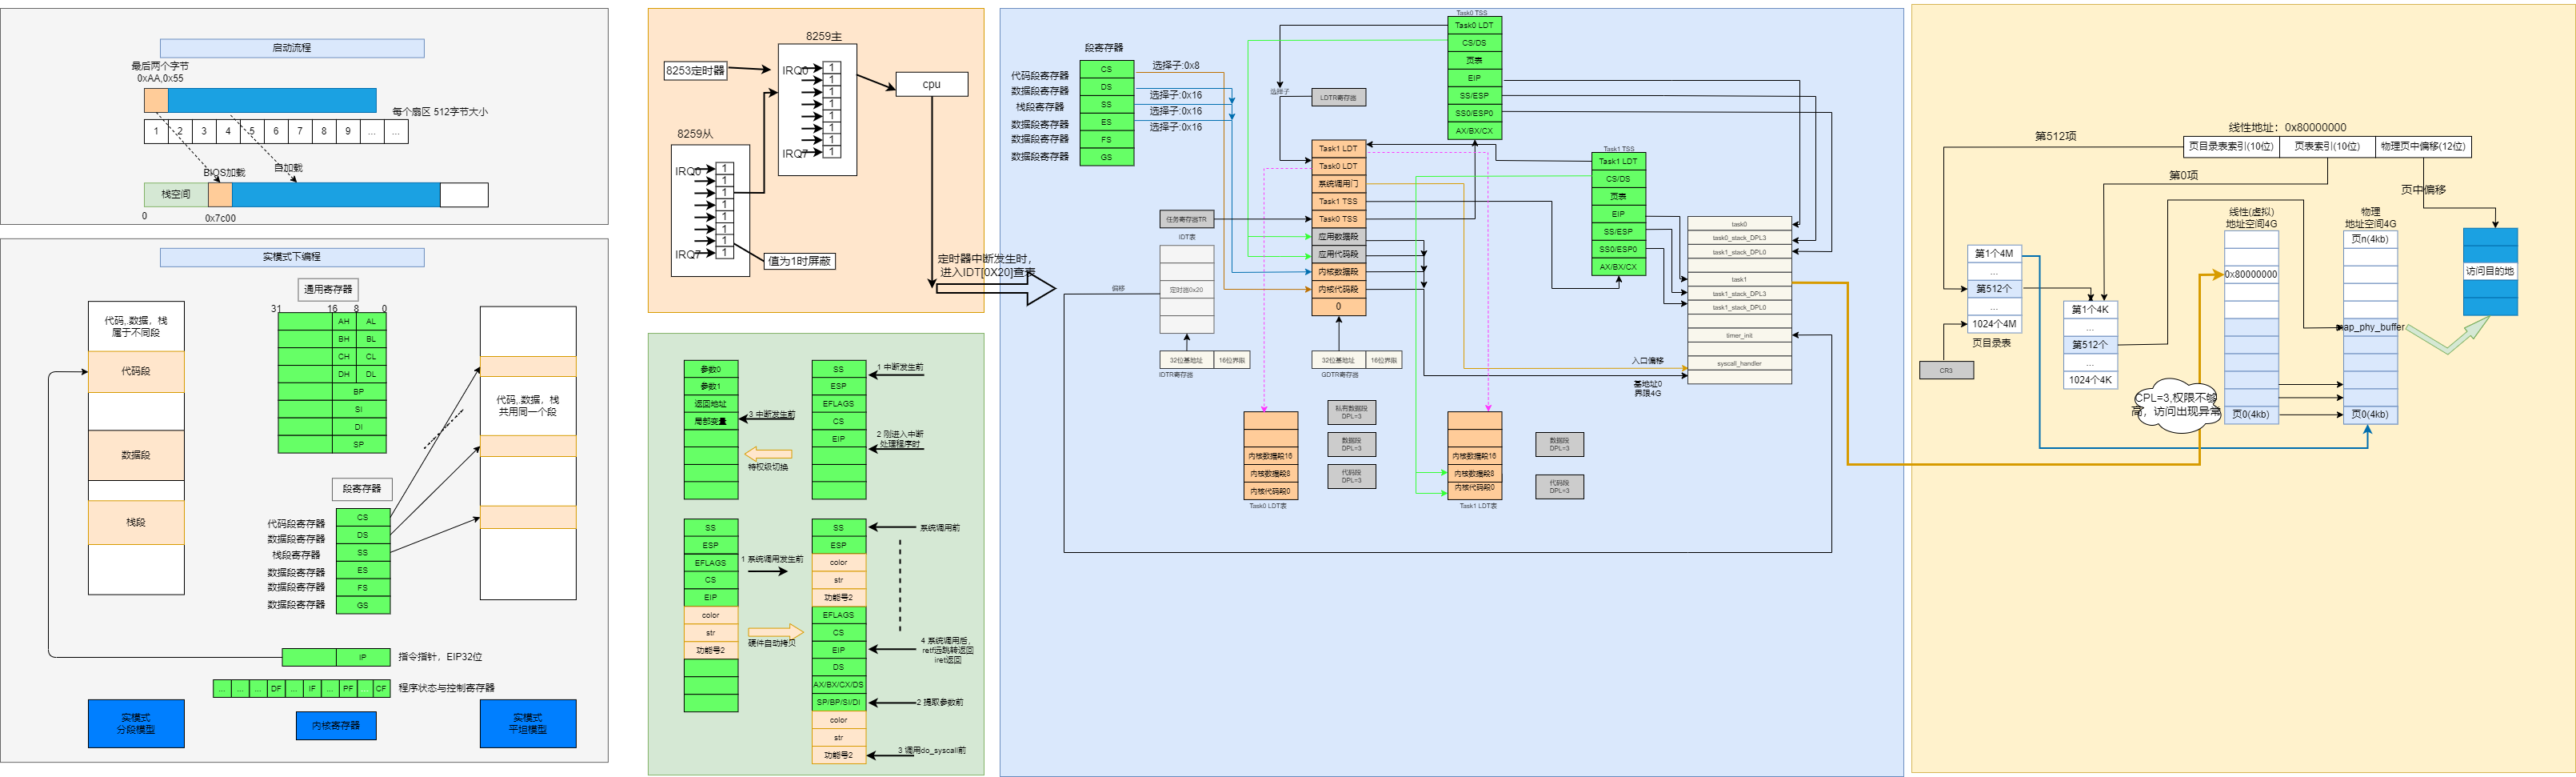 启动流程
最后两个字节
0xAA,0x55
每个扇区 512字节大小
1
2
3
4
5
6
7
8
9
...
...
BIOS加载
自加载
栈空间
0
0x7c00
实模式下编程
通用寄存器
31
16
8
0
AH
AL
BH
BL
CH
CL
DH
DL
BP
SI
DI
SP
代码,数据，栈
属于不同段
代码段
数据段
栈段
代码,数据，栈
共用同一个段
段寄存器
代码段寄存器
CS
数据段寄存器
DS
栈段寄存器
SS
数据段寄存器
ES
数据段寄存器
FS
数据段寄存器
GS
IP
指令指针，EIP32位
...
...
...
DF
...
IF
...
PF
...
CF
程序状态与控制寄存器
实模式
分段模型
内核寄存器
实模式
平坦模型
8259主
8253定时器
IRQ0
1
1
1
1
1
1
1
1
IRQ7
cpu
8259从
IRQ0
1
1
1
1
1
1
1
1
IRQ7
值为1时屏蔽
定时器中断发生时,
进入IDT[0X20]查表
参数0
参数1
返回地址
局部变量
3 中断发生前
特权级切换
SS
ESP
EFLAGS
CS
EIP
1 中断发生前
2 刚进入中断
处理程序时
SS
ESP
EFLAGS
CS
EIP
color
str
功能号2
1 系统调用发生前
硬件自动拷贝
SS
ESP
color
str
功能号2
EFLAGS
CS
EIP
DS
AX/BX/CX/DS
SP/BP/SI/DI
color
str
功能号2
系统调用前
4 系统调用后,
retf远跳转返回
iret返回
2 提取参数前
3 调用do_syscall前
段寄存器
代码段寄存器
CS
数据段寄存器
DS
栈段寄存器
SS
数据段寄存器
ES
数据段寄存器
FS
数据段寄存器
GS
选择子:0x8
选择子:0x16
选择子:0x16
选择子:0x16
选择子
LDTR寄存器
Task0 TSS
Task0 LDT
CS/DS
页表
EIP
SS/ESP
SS0/ESP0
AX/BX/CX
Task1 LDT
Task0 LDT
系统调用门
Task1 TSS
Task0 TSS
应用数据段
应用代码段
内核数据段
内核代码段
0
任务寄存器TR
IDT表
定时器0x20
偏移
32位基地址
16位界限
IDTR寄存器
32位基地址
16位界限
GDTR寄存器
Task1 TSS
Task1 LDT
CS/DS
页表
EIP
SS/ESP
SS0/ESP0
AX/BX/CX
task0
task0_stack_DPL3
task1_stack_DPL0
task1
task1_stack_DPL3
task1_stack_DPL0
timer_init
syscall_handler
入口偏移
基地址0
界限4G
内核数据段16
内核数据段8
内核代码段0
Task0 LDT表
私有数据段
DPL=3
数据段
DPL=3
代码段
DPL=3
内核数据段16
内核数据段8
内核代码段0
Task1 LDT表
数据段
DPL=3
代码段
DPL=3
线性地址：0x80000000
页目录表索引(10位)
页表索引(10位)
物理页中偏移(12位)
第512项
第0项
页中偏移
第1个4M
...
第512个
...
1024个4M
页目录表
CR3
第1个4K
...
第512个
...
1024个4K
线性(虚拟)
地址空间4G
0x80000000
页0(4kb)
物理
地址空间4G
页n(4kb)
map_phy_buffer
页0(4kb)
访问目的地
CPL=3,权限不够
高，访问出现异常